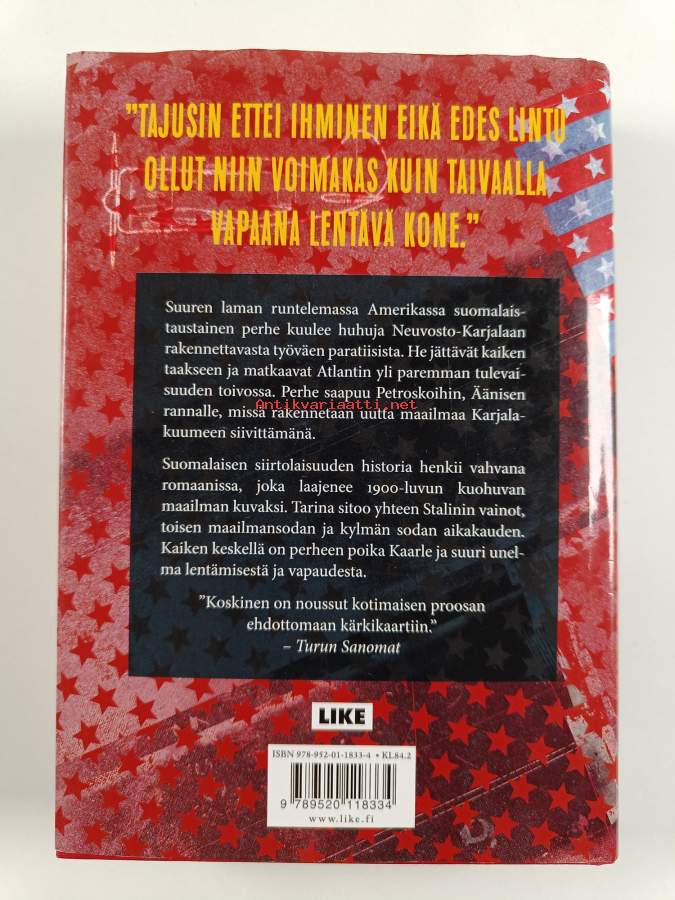 ”TAJUSIN ETTEI IHMINEN EIKÄ EDES LINTU
OLLUT NIIN VOIMAKAS KUIN TAIVAALLA
VAPAANA LENTÄVÄ KONE.”
Suuren laman runtelemassa Amerikassa suomalais-
taustainen perhe kuulee huhuja Neuvosto-Karjalaan
rakennettavasta työväen paratiisista. He jättävät kaiken
taakseen ja matkaavat Atlantin yli paremman tulevai-
suuden toivossa. Perhe saapuu Petroskoihin, Äänisen
rannalle, missä rakennetaan uutta maailmaa Karjala-
kuumeen siivittämänä.
Antikvariaatti.net
Suomalaisen siirtolaisuuden historia henkii vahvana
romaanissa, joka laajenee 1900-luvun kuohuvan
maailman kuvaksi. Tarina sitoo yhteen Stalinin vainot,
toisen maailmansodan ja kylmän sodan aikakauden.
Kaiken keskellä on perheen poika Kaarle ja suuri unel-
ma lentämisestä ja vapaudesta.
”Koskinen on noussut kotimaisen proosan
ehdottomaan kärkikaartiin.”
– Turun Sanomat
LIKE
ISBN 978-952-01-1833-4 • KL84.2
9 789520 118334
www.like.fi